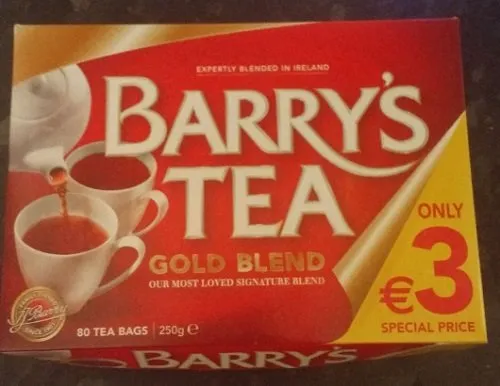 EXPERTLY BLENDED IN IRELAND
BARRY'S
TEA
GOLD BLEND
OUR MOST LOVED SIGNATURE BLEND
ONLY
€3
SPECIAL PRICE
80 TEA BAGS | 250g ℮
BARRY'S